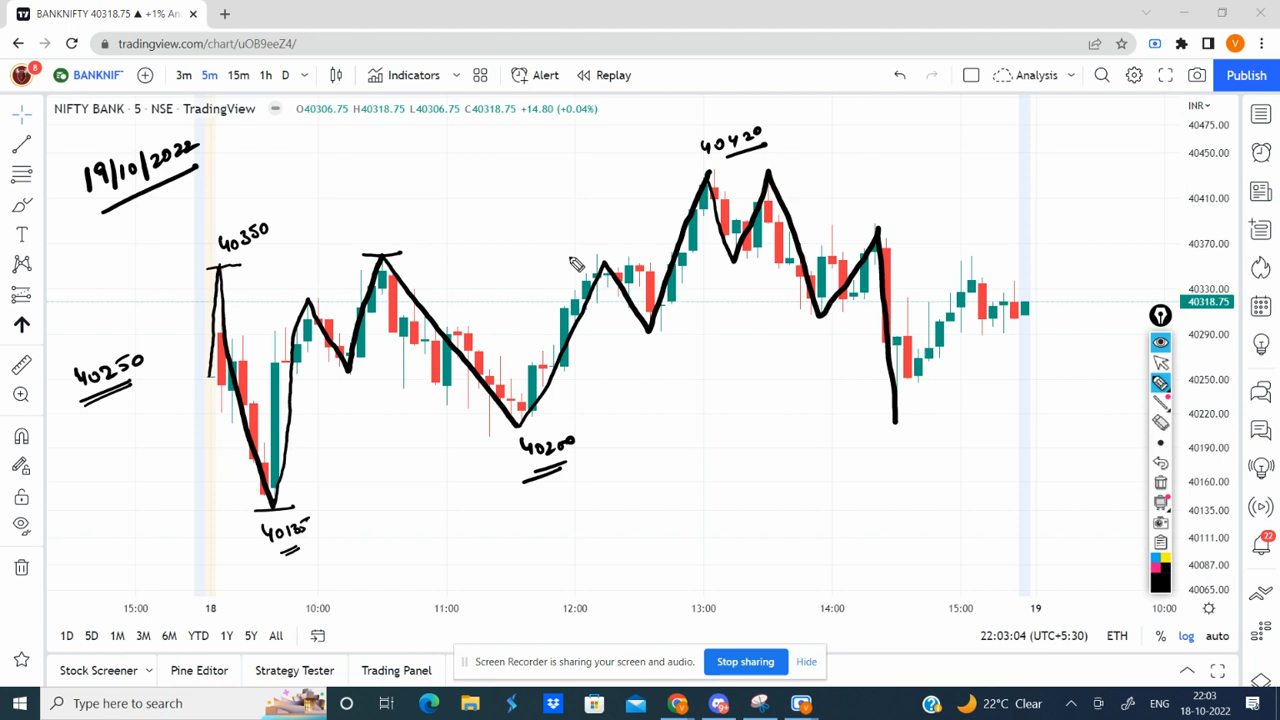 BANKNIFTY 40318.75 ▲ +1% An
tradingview.com/chart/uOB9eeZ4/
8 BANKNIF 3m 5m 15m 1h D Indicators Alert Replay Analysis Publish
NIFTY BANK · 5 · NSE · TradingView O40306.75 H40318.75 L40306.75 C40318.75 +14.80 (+0.04%)
INR
19/10/2022
40350
40250
40135
40200
40420
40475.00
40450.00
40410.00
40370.00
40330.00
40318.75
40290.00
40250.00
40220.00
40190.00
40160.00
40135.00
40111.00
40087.00
40065.00
22
15:00 18 10:00 11:00 12:00 13:00 14:00 15:00 19 10:00
1D 5D 1M 3M 6M YTD 1Y 5Y All 22:03:04 (UTC+5:30) ETH % log auto
Stock Screener Pine Editor Strategy Tester Trading Panel
Screen Recorder is sharing your screen and audio. Stop sharing Hide
Type here to search 22°C Clear ENG 22:03
18-10-2022